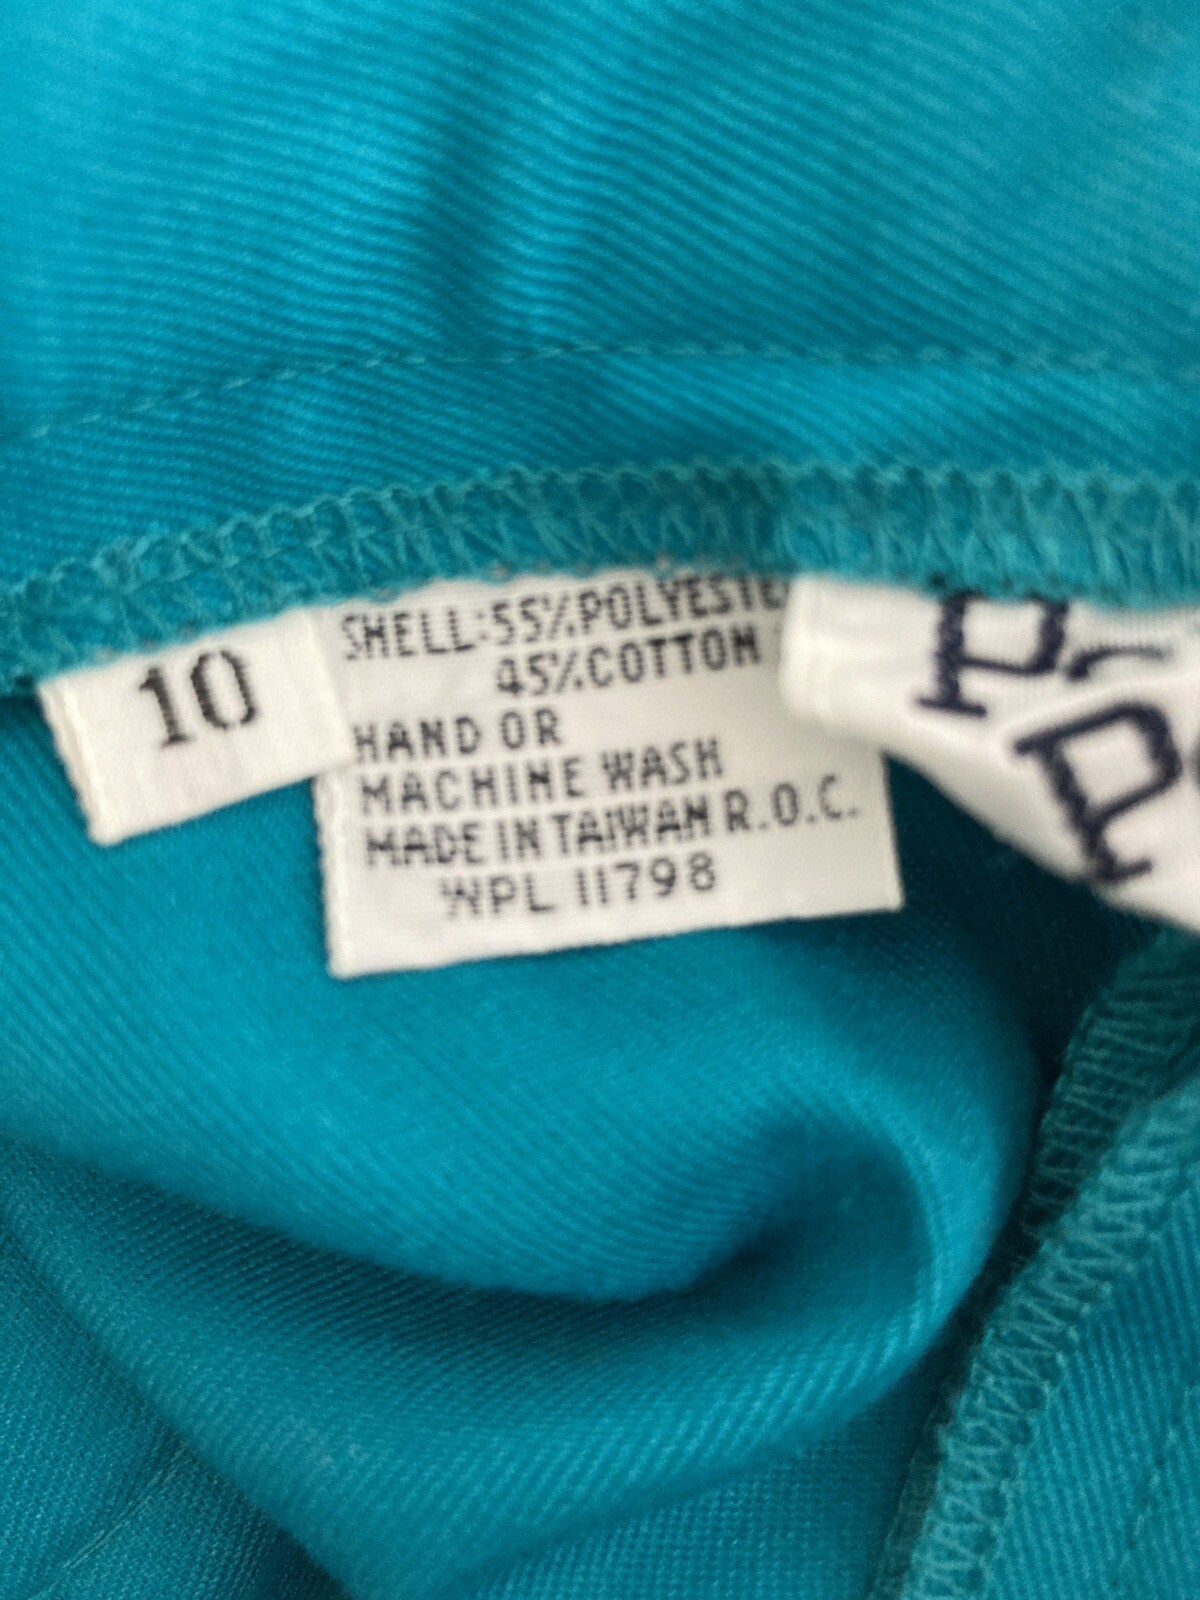 10
SHELL:55%POLYESTE
45%COTTON
HAND OR
MACHINE WASH
MADE IN TAIWAN R.O.C.
WPL 11798